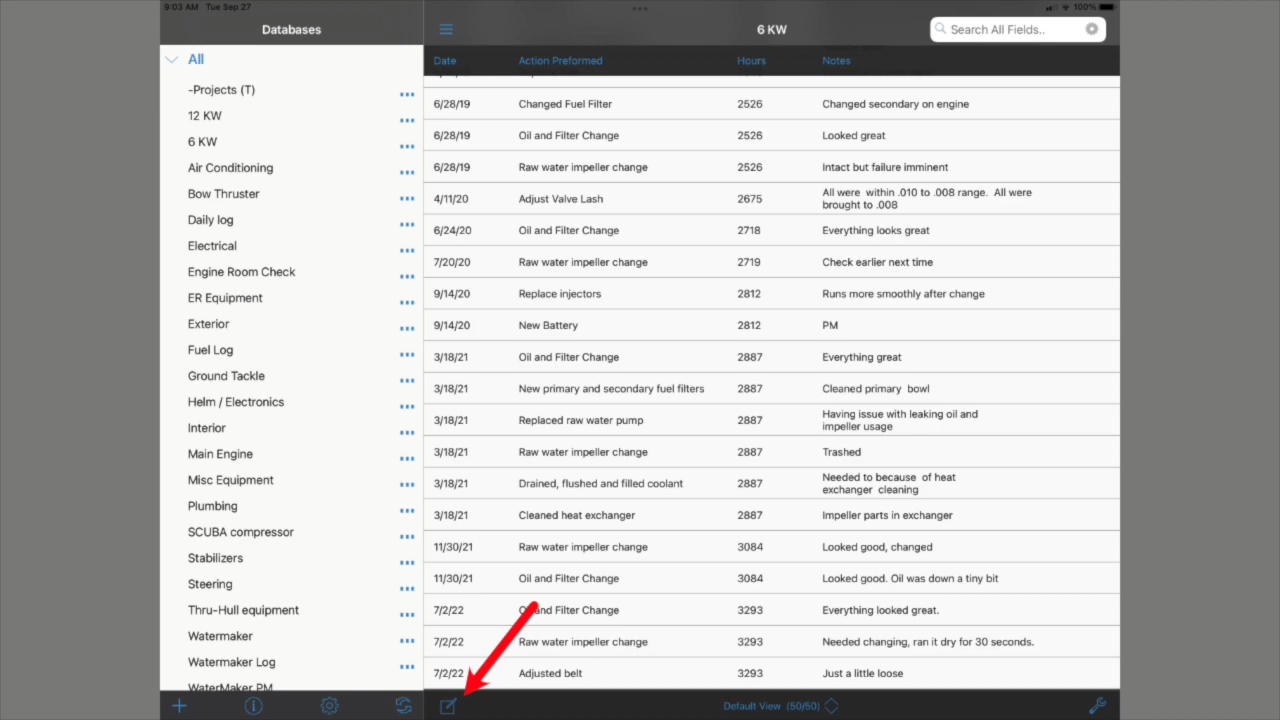 9:03 AM Tue Sep 27
100%
Databases
6 KW
Search All Fields..
All
-Projects (T)
12 KW
6 KW
Air Conditioning
Bow Thruster
Daily log
Electrical
Engine Room Check
ER Equipment
Exterior
Fuel Log
Ground Tackle
Helm / Electronics
Interior
Main Engine
Misc Equipment
Plumbing
SCUBA compressor
Stabilizers
Steering
Thru-Hull equipment
Watermaker
Watermaker Log
WaterMaker PM
Date Action Preformed Hours Notes
6/28/19 Changed Fuel Filter 2526 Changed secondary on engine
6/28/19 Oil and Filter Change 2526 Looked great
6/28/19 Raw water impeller change 2526 Intact but failure imminent
4/11/20 Adjust Valve Lash 2675 All were within .010 to .008 range. All were
brought to .008
6/24/20 Oil and Filter Change 2718 Everything looks great
7/20/20 Raw water impeller change 2719 Check earlier next time
9/14/20 Replace injectors 2812 Runs more smoothly after change
9/14/20 New Battery 2812 PM
3/18/21 Oil and Filter Change 2887 Everything great
3/18/21 New primary and secondary fuel filters 2887 Cleaned primary bowl
3/18/21 Replaced raw water pump 2887 Having issue with leaking oil and
impeller usage
3/18/21 Raw water impeller change 2887 Trashed
3/18/21 Drained, flushed and filled coolant 2887 Needed to because of heat
exchanger cleaning
3/18/21 Cleaned heat exchanger 2887 Impeller parts in exchanger
11/30/21 Raw water impeller change 3084 Looked good, changed
11/30/21 Oil and Filter Change 3084 Looked good. Oil was down a tiny bit
7/2/22 Oil and Filter Change 3293 Everything looked great.
7/2/22 Raw water impeller change 3293 Needed changing, ran it dry for 30 seconds.
7/2/22 Adjusted belt 3293 Just a little loose
Default View (50/50)